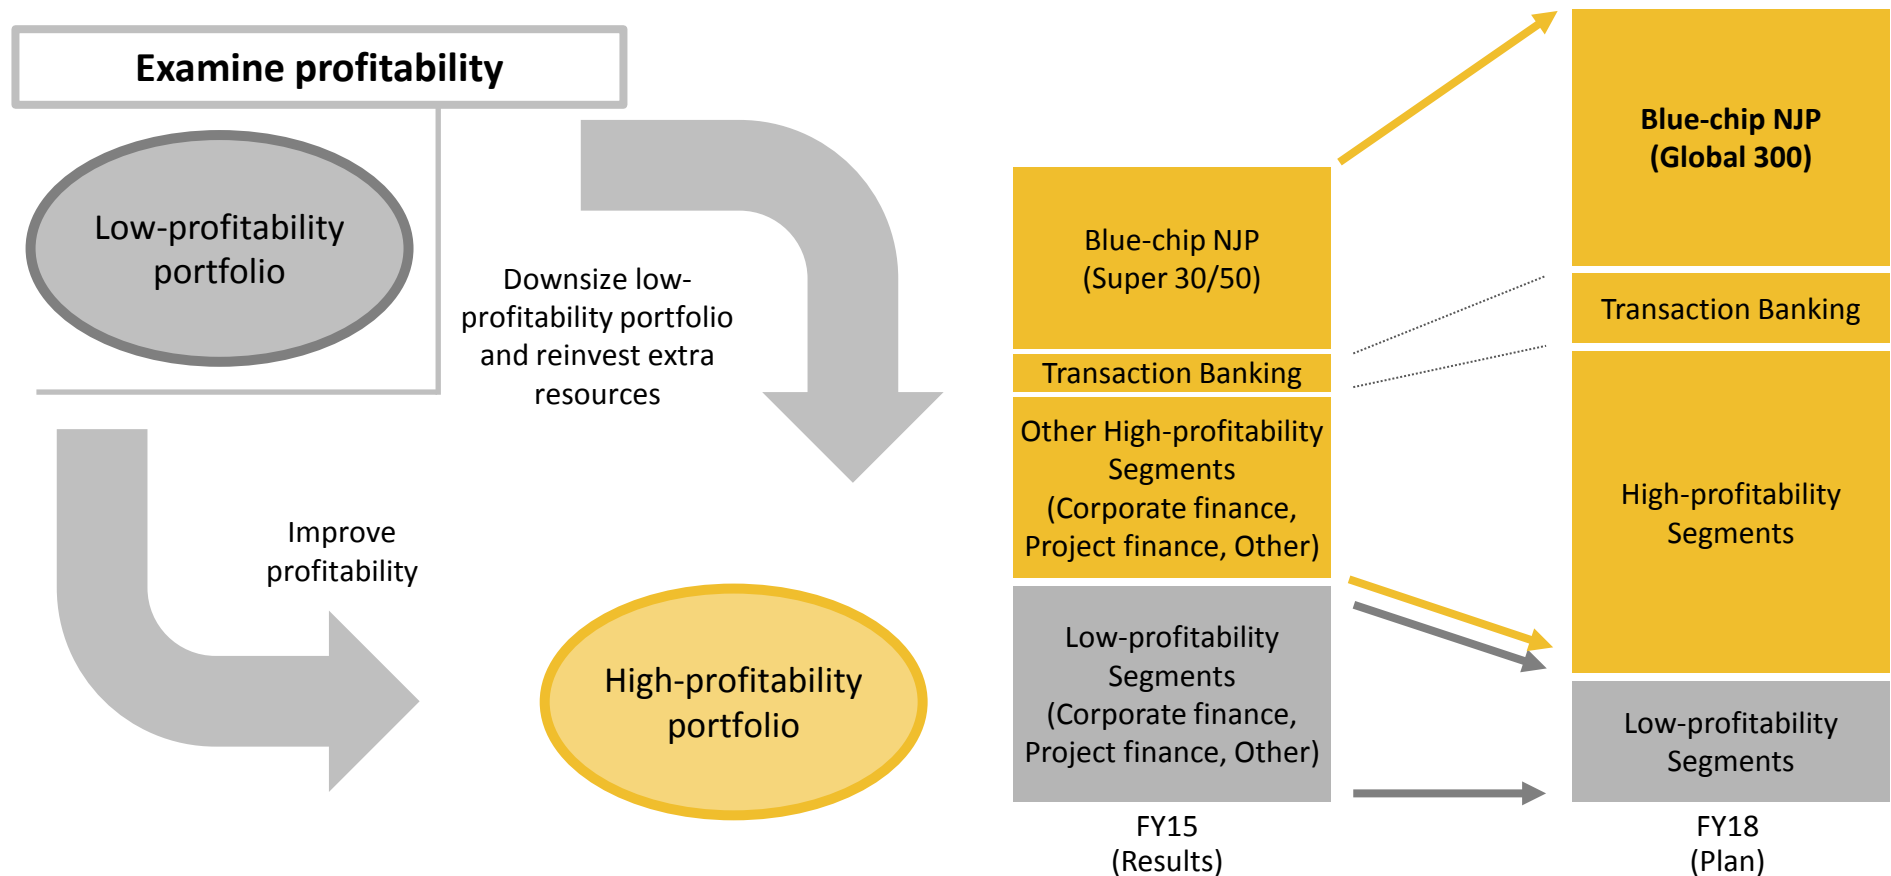 Examine profitability
Low-profitability
portfolio
Downsize low-
profitability portfolio
and reinvest extra
resources
Improve
profitability
High-profitability
portfolio
Blue-chip NJP
(Super 30/50)
Transaction Banking
Other High-profitability
Segments
(Corporate finance,
Project finance, Other)
Low-profitability
Segments
(Corporate finance,
Project finance, Other)
FY15
(Results)
Blue-chip NJP
(Global 300)
Transaction Banking
High-profitability
Segments
Low-profitability
Segments
FY18
(Plan)